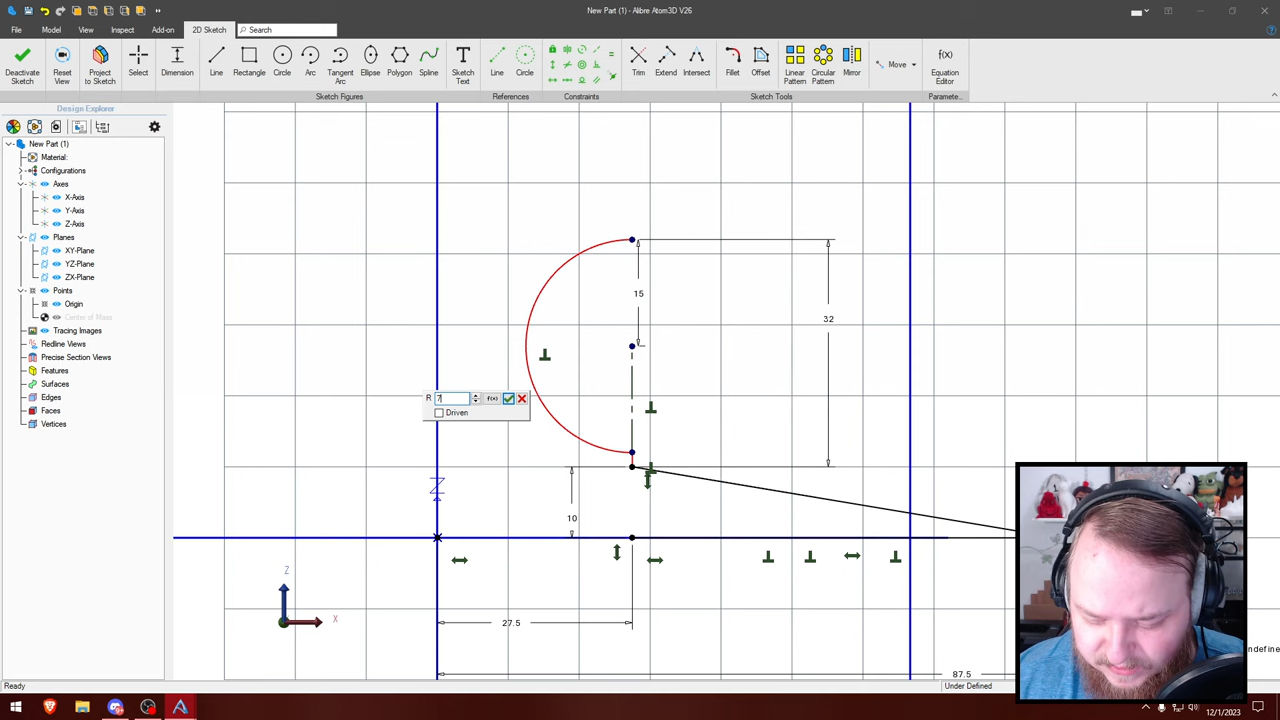 New Part (1) - Alibre Atom3D V26
File Model View Inspect Add-on 2D Sketch Search
Deactivate Sketch
Reset View
Project to Sketch
Select
Dimension
Line
Rectangle
Circle
Arc
Tangent Arc
Ellipse
Polygon
Spline
Sketch Text
Line
Circle
Trim
Extend
Intersect
Fillet
Offset
Linear Pattern
Circular Pattern
Mirror
Move
f(x)
Equation Editor
Sketch Figures
References
Constraints
Sketch Tools
Paramete...
Design Explorer
New Part (1)
Material:
Configurations
Axes
X-Axis
Y-Axis
Z-Axis
Planes
XY-Plane
YZ-Plane
ZX-Plane
Points
Origin
Center of Mass
Tracing Images
Redline Views
Precise Section Views
Features
Surfaces
Edges
Faces
Vertices
15
32
R 7 f(x)
Driven
Z
10
Z
X
27.5
87.5
Ready
Under Defined
12/1/2023